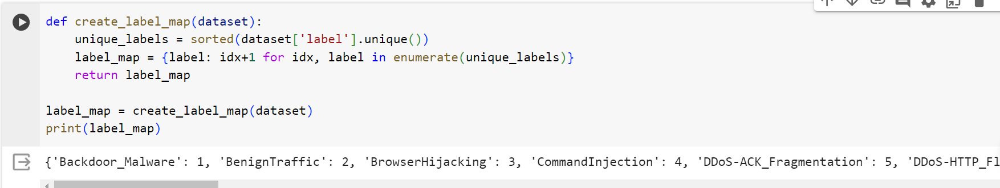 def create_label_map(dataset):
    unique_labels = sorted(dataset['label'].unique())
    label_map = {label: idx+1 for idx, label in enumerate(unique_labels)}
    return label_map
label_map = create_label_map(dataset)
print(label_map)
{'Backdoor_Malware': 1, 'BenignTraffic': 2, 'BrowserHijacking': 3, 'CommandInjection': 4, 'DDoS-ACK_Fragmentation': 5, 'DDoS-HTTP_Fl